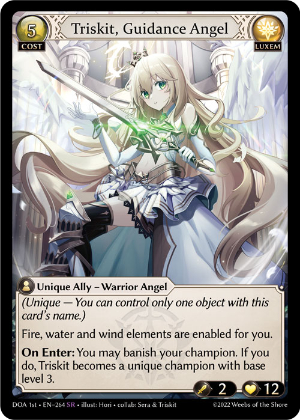 5
COST
Triskit, Guidance Angel
LUXEM
Unique Ally – Warrior Angel
(Unique — You can control only one object with this
card's name.)
Fire, water and wind elements are enabled for you.
On Enter: You may banish your champion. If you
do, Triskit becomes a unique champion with base
level 3.
2
12
DOA 1st • EN-264 SR • illust: Hori • collab: Sera & Triskit
©2022 Weebs of the Shore